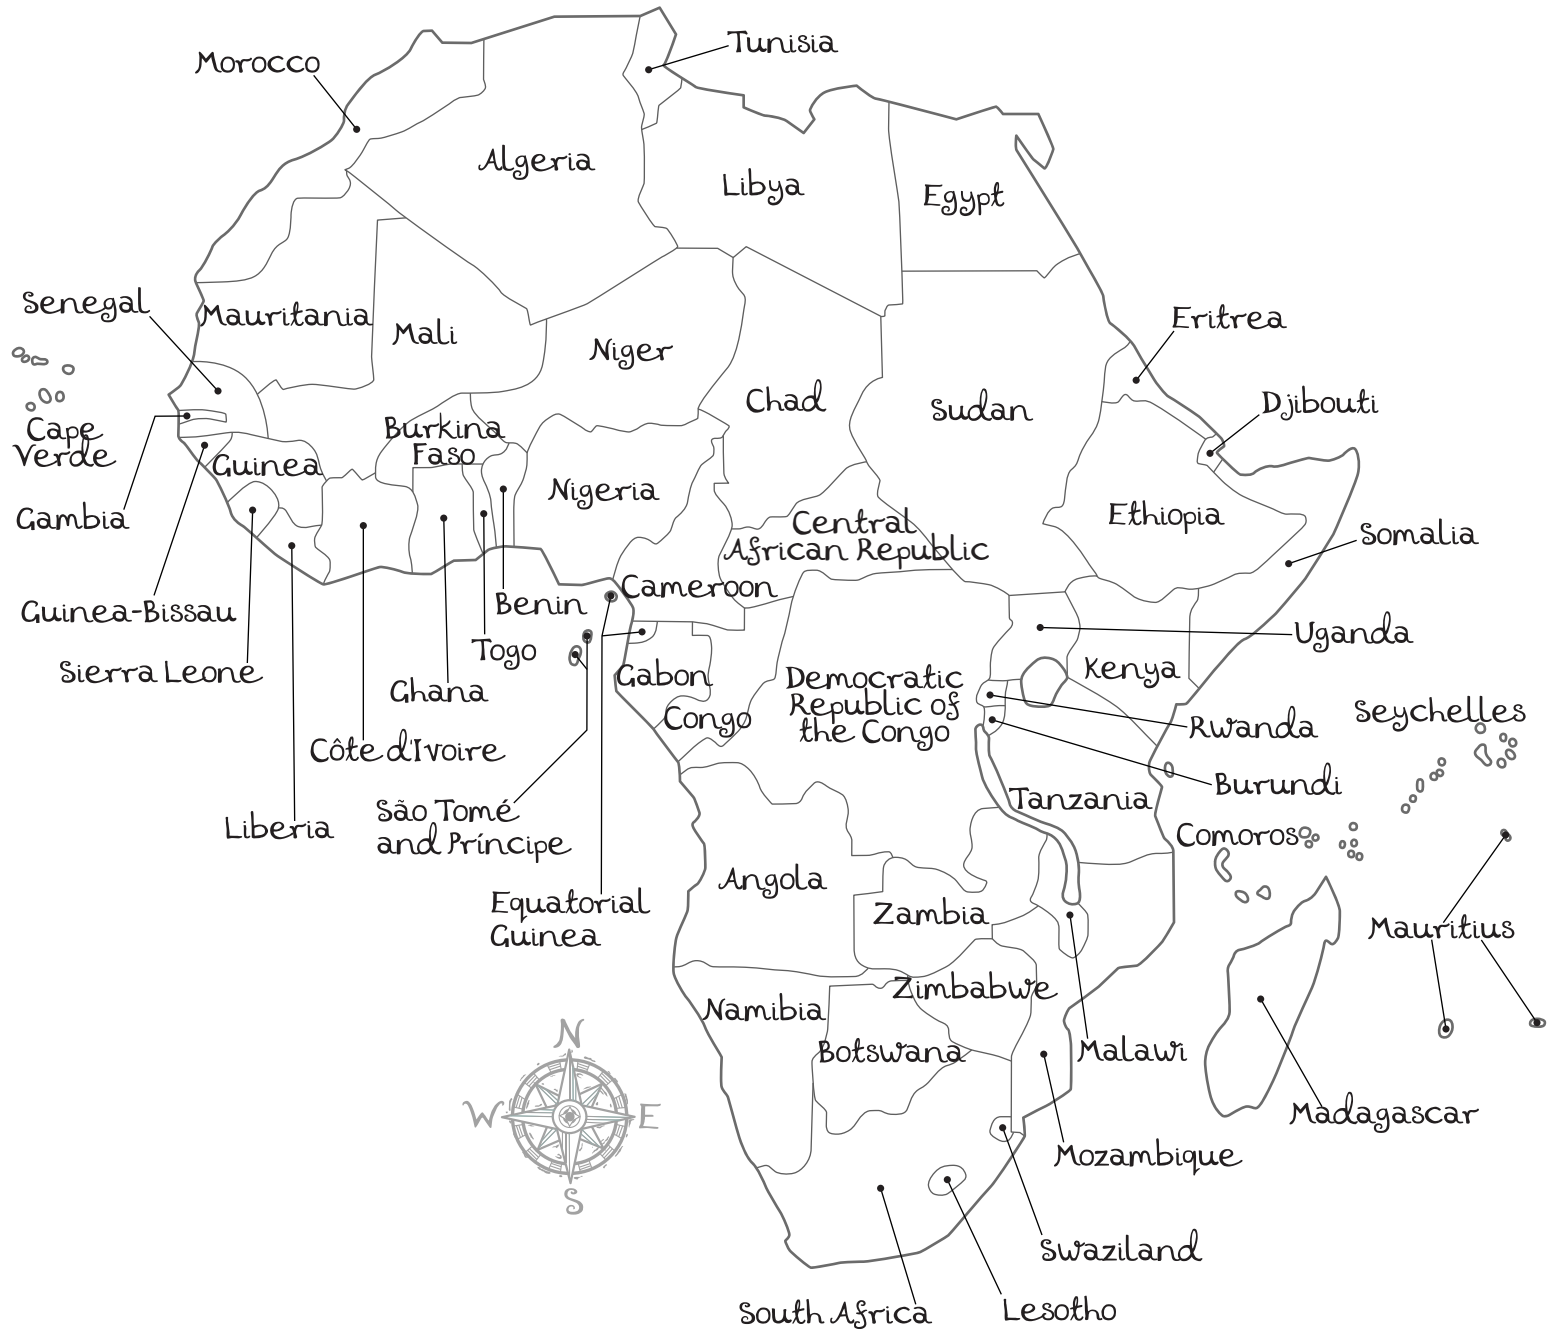 Tunisia
Morocco
Algeria
Libya
Egypt
Senegal
Mauritania
Mali
Niger
Chad
Sudan
Eritrea
Djibouti
Cape
Verde
Burkina
Faso
Guinea
Nigeria
Gambia
Ethiopia
Somalia
Central
African Republic
Guinea-Bissau
Benin
Cameroon
Uganda
Togo
Sierra Leone
Ghana
Gabon
Congo
Democratic
Republic of
the Congo
Kenya
Seychelles
Rwanda
Côte d'Ivoire
Burundi
Tanzania
Liberia
São Tomé
and Príncipe
Comoros
Angola
Equatorial
Guinea
Zambia
Mauritius
Zimbabwe
Namibia
Botswana
Malawi
N
W
E
S
Madagascar
Mozambique
Swaziland
South Africa
Lesotho